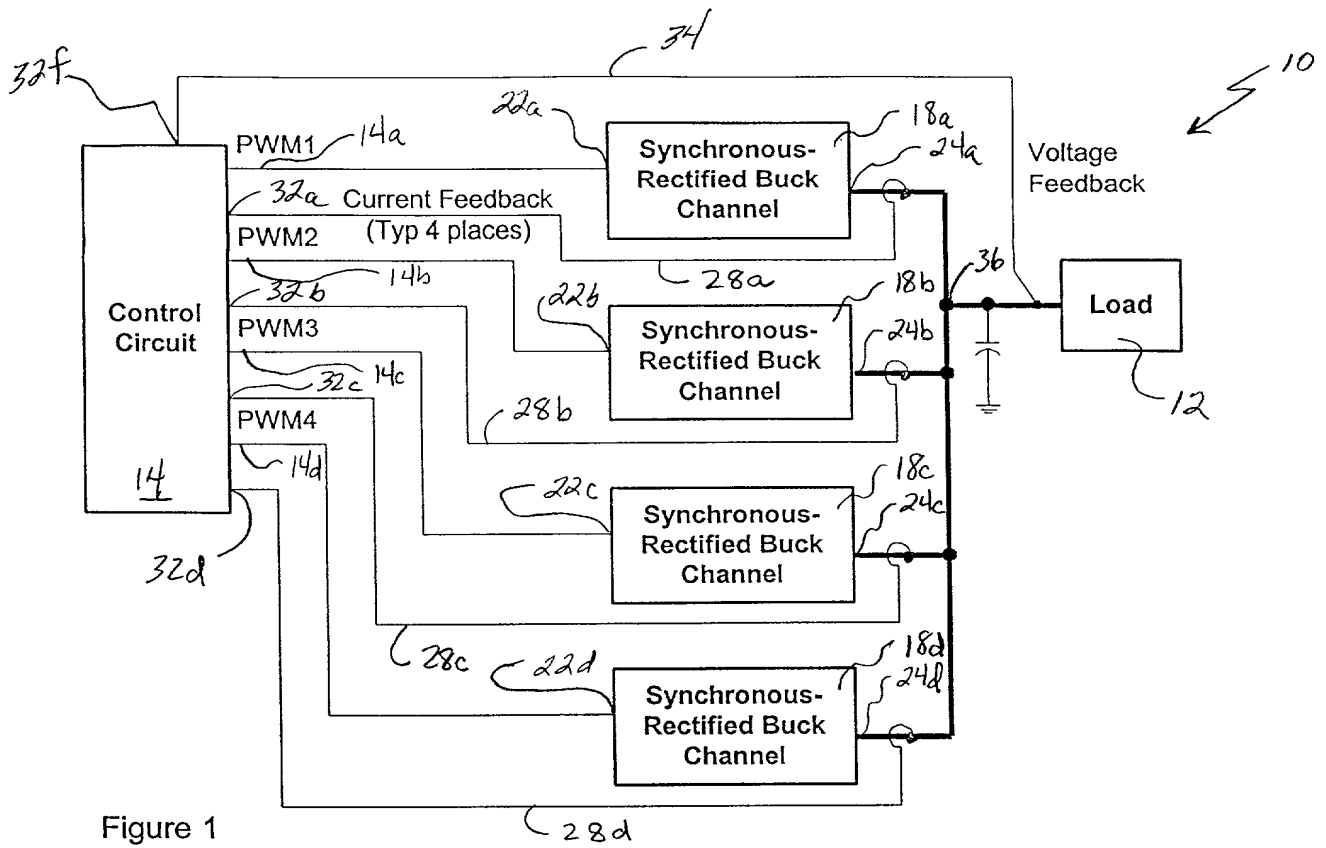 34
32f
10
22a
18a
PWM1
14a
24a
Synchronous-
Rectified Buck
Channel
Voltage
Feedback
32a
Current Feedback
(Typ 4 places)
PWM2
14b
28a
18b
36
22b
32b
Control
Circuit
PWM3
Synchronous-
Rectified Buck
Channel
24b
Load
14c
32c
12
28b
PWM4
14d
14
18c
22c
24c
Synchronous-
Rectified Buck
Channel
32d
28c
22d
18d
24d
Synchronous-
Rectified Buck
Channel
28d
Figure 1